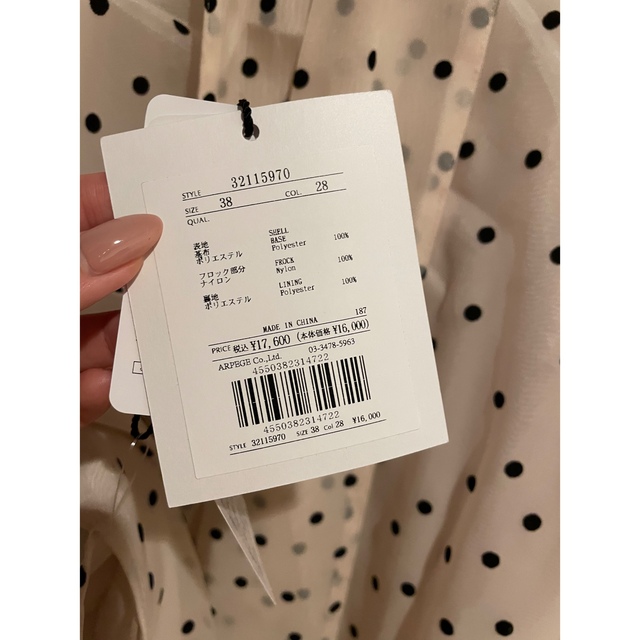 STYLE 32115970
SIZE 38 COL. 28
QUAL.
表地 SHELL
基布 BASE
ポリエステル Polyester 100%
フロック部分 FROCK
ナイロン Nylon 100%
裏地 LINING
ポリエステル Polyester 100%
187
MADE IN CHINA
PRICE 税込 ¥17,600 (本体価格 ¥16,000)
ARPEGE Co.,Ltd. 03-3478-5963
4550382314722
4550382314722
STYLE 32115970 SIZE 38 Col 28 ¥16,000